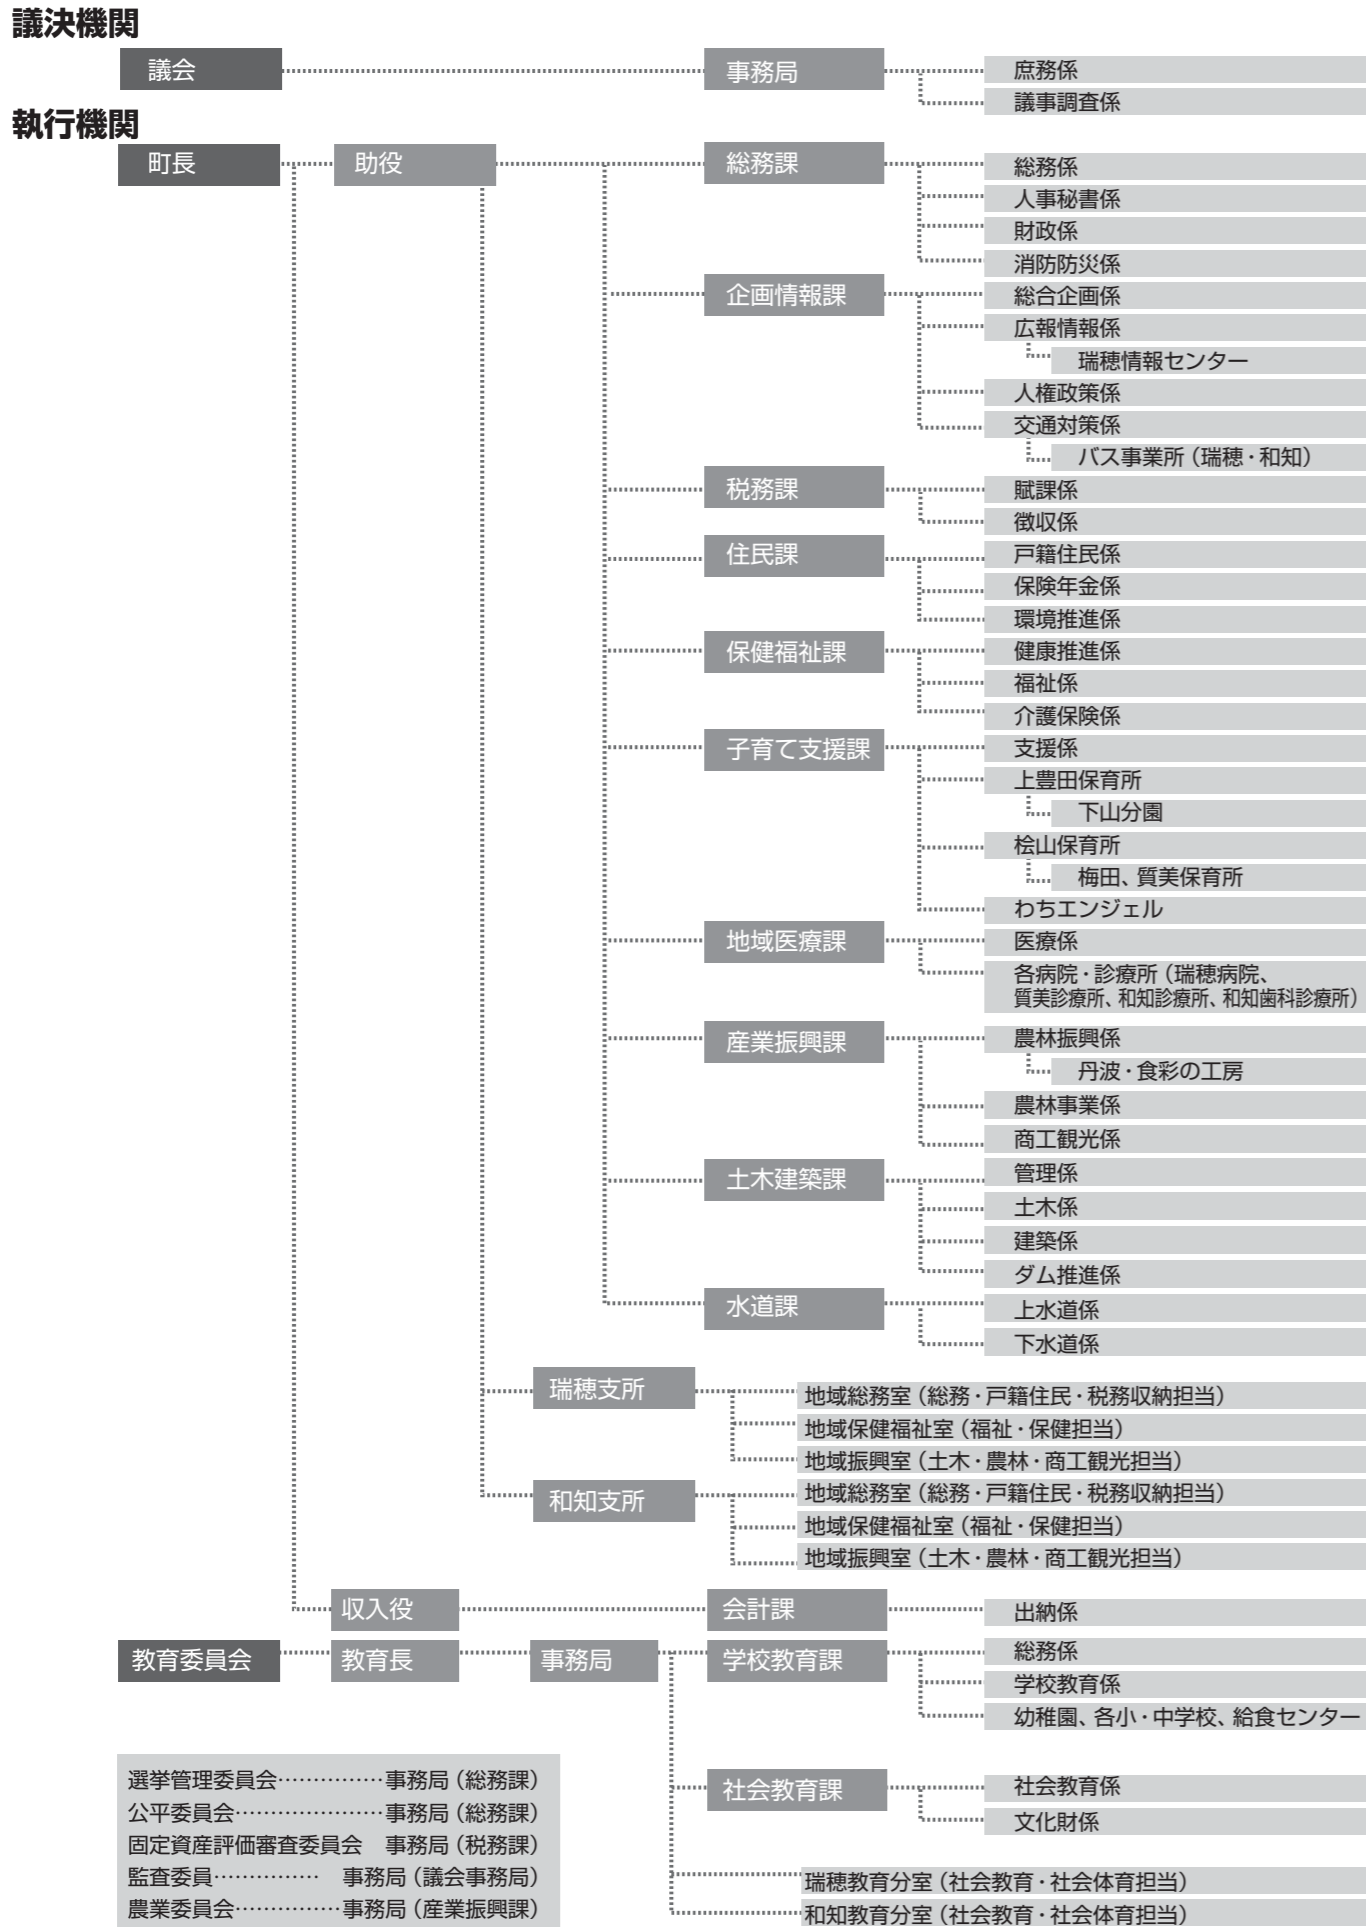 議決機関
議会
事務局
庶務係
議事調査係
執行機関
町長
助役
総務課
総務係
人事秘書係
財政係
消防防災係
企画情報課
総合企画係
広報情報係
瑞穂情報センター
人権政策係
交通対策係
バス事業所（瑞穂・和知）
税務課
賦課係
徴収係
住民課
戸籍住民係
保険年金係
環境推進係
保健福祉課
健康推進係
福祉係
介護保険係
子育て支援課
支援係
上豊田保育所
下山分園
桧山保育所
梅田、質美保育所
わちエンジェル
地域医療課
医療係
各病院・診療所（瑞穂病院、
質美診療所、和知診療所、和知歯科診療所）
産業振興課
農林振興係
丹波・食彩の工房
農林事業係
商工観光係
土木建築課
管理係
土木係
建築係
ダム推進係
水道課
上水道係
下水道係
瑞穂支所
地域総務室（総務・戸籍住民・税務収納担当）
地域保健福祉室（福祉・保健担当）
地域振興室（土木・農林・商工観光担当）
和知支所
地域総務室（総務・戸籍住民・税務収納担当）
地域保健福祉室（福祉・保健担当）
地域振興室（土木・農林・商工観光担当）
収入役
会計課
出納係
教育委員会
教育長
事務局
学校教育課
総務係
学校教育係
幼稚園、各小・中学校、給食センター
社会教育課
社会教育係
文化財係
瑞穂教育分室（社会教育・社会体育担当）
和知教育分室（社会教育・社会体育担当）
選挙管理委員会……………事務局（総務課）
公平委員会…………………事務局（総務課）
固定資産評価審査委員会　事務局（税務課）
監査委員……………　事務局（議会事務局）
農業委員会……………事務局（産業振興課）